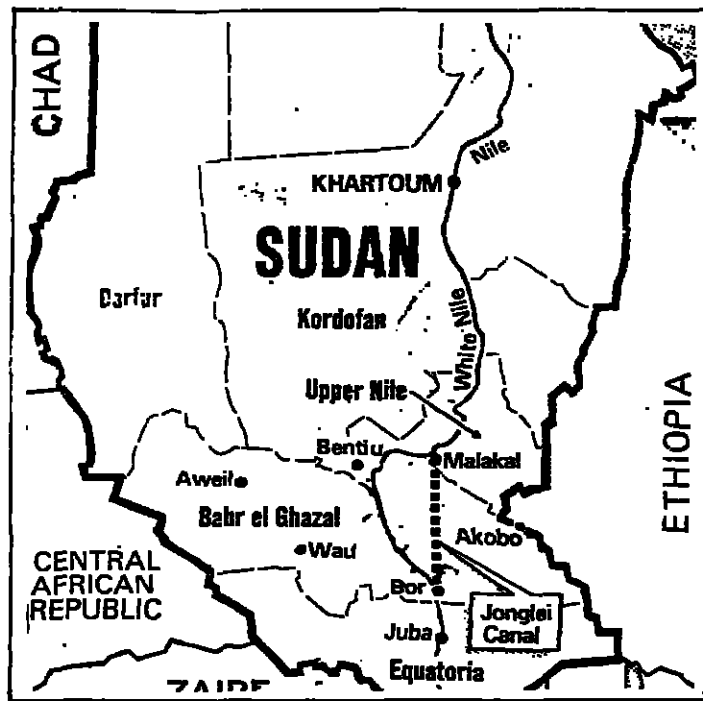 CHAD
Nile
KHARTOUM
SUDAN
Darfur
Kordofan
White Nile
Upper Nile
ETHIOPIA
Bentiu
Malakal
Aweil
Bahr el Ghazal
Akobo
Wau
CENTRAL
AFRICAN
REPUBLIC
Bor
Jonglei
Canal
Juba
Equatoria
ZAIRE